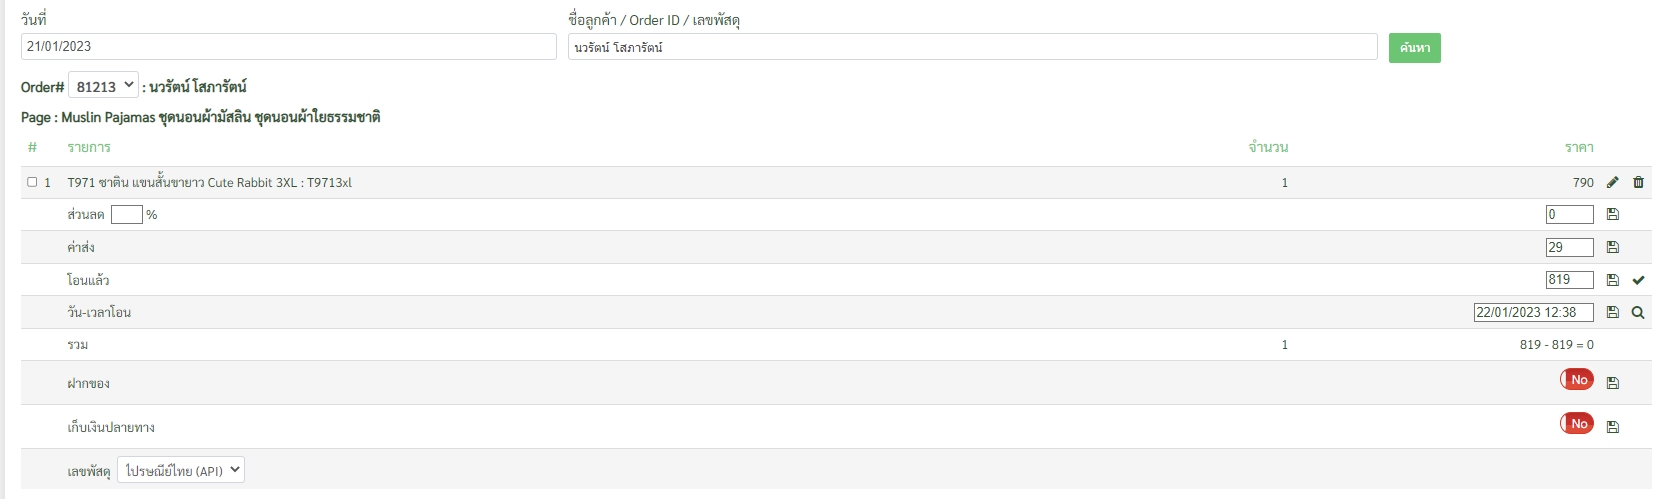 วันที่ ชื่อลูกค้า / Order ID / เลขพัสดุ
21/01/2023 นวรัตน์ โสภารัตน์ ค้นหา
Order# 81213 : นวรัตน์ โสภารัตน์
Page : Muslin Pajamas ชุดนอนผ้ามัสลิน ชุดนอนผ้าใยธรรมชาติ
# รายการ จำนวน ราคา
1 T971 ซาติน แขนสั้นขายาว Cute Rabbit 3XL : T9713xl 1 790
ส่วนลด % 0
ค่าส่ง 29
โอนแล้ว 819
วัน-เวลาโอน 22/01/2023 12:38
รวม 1 819 - 819 = 0
ฝากของ No
เก็บเงินปลายทาง No
เลขพัสดุ ไปรษณีย์ไทย (API)